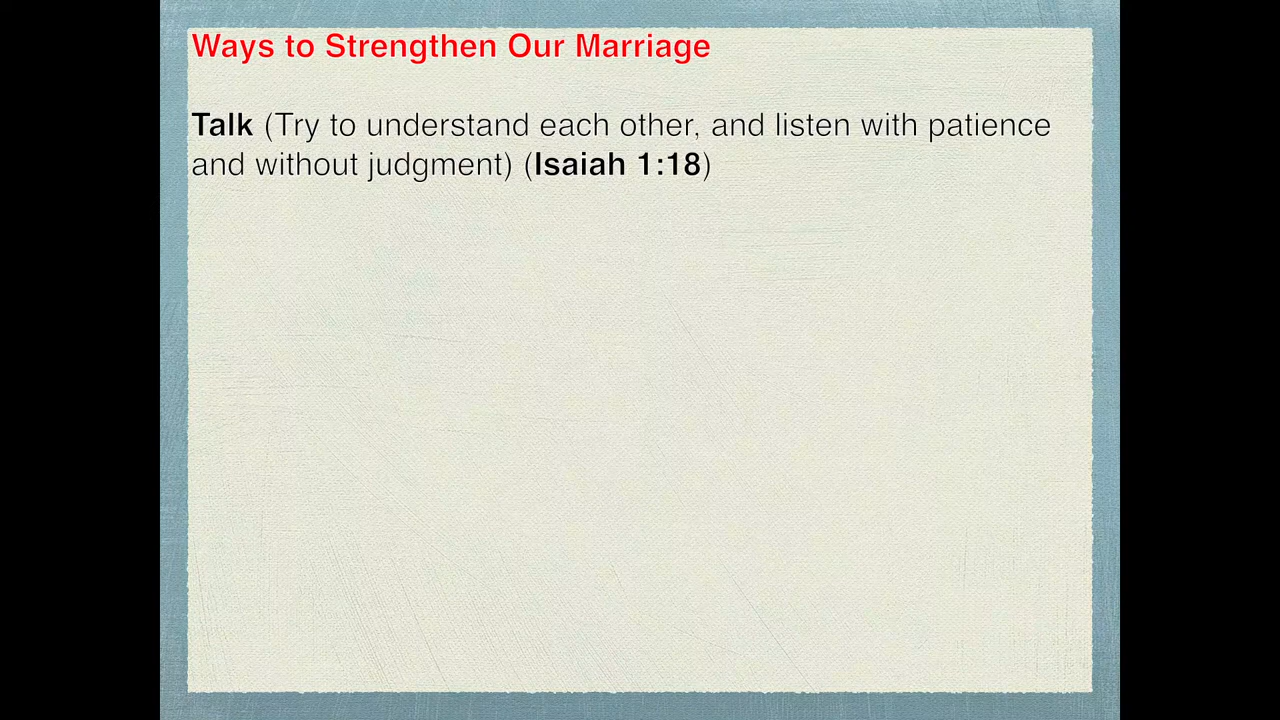 Ways to Strengthen Our Marriage
Talk (Try to understand each other, and listen with patience
and without judgment) (Isaiah 1:18)